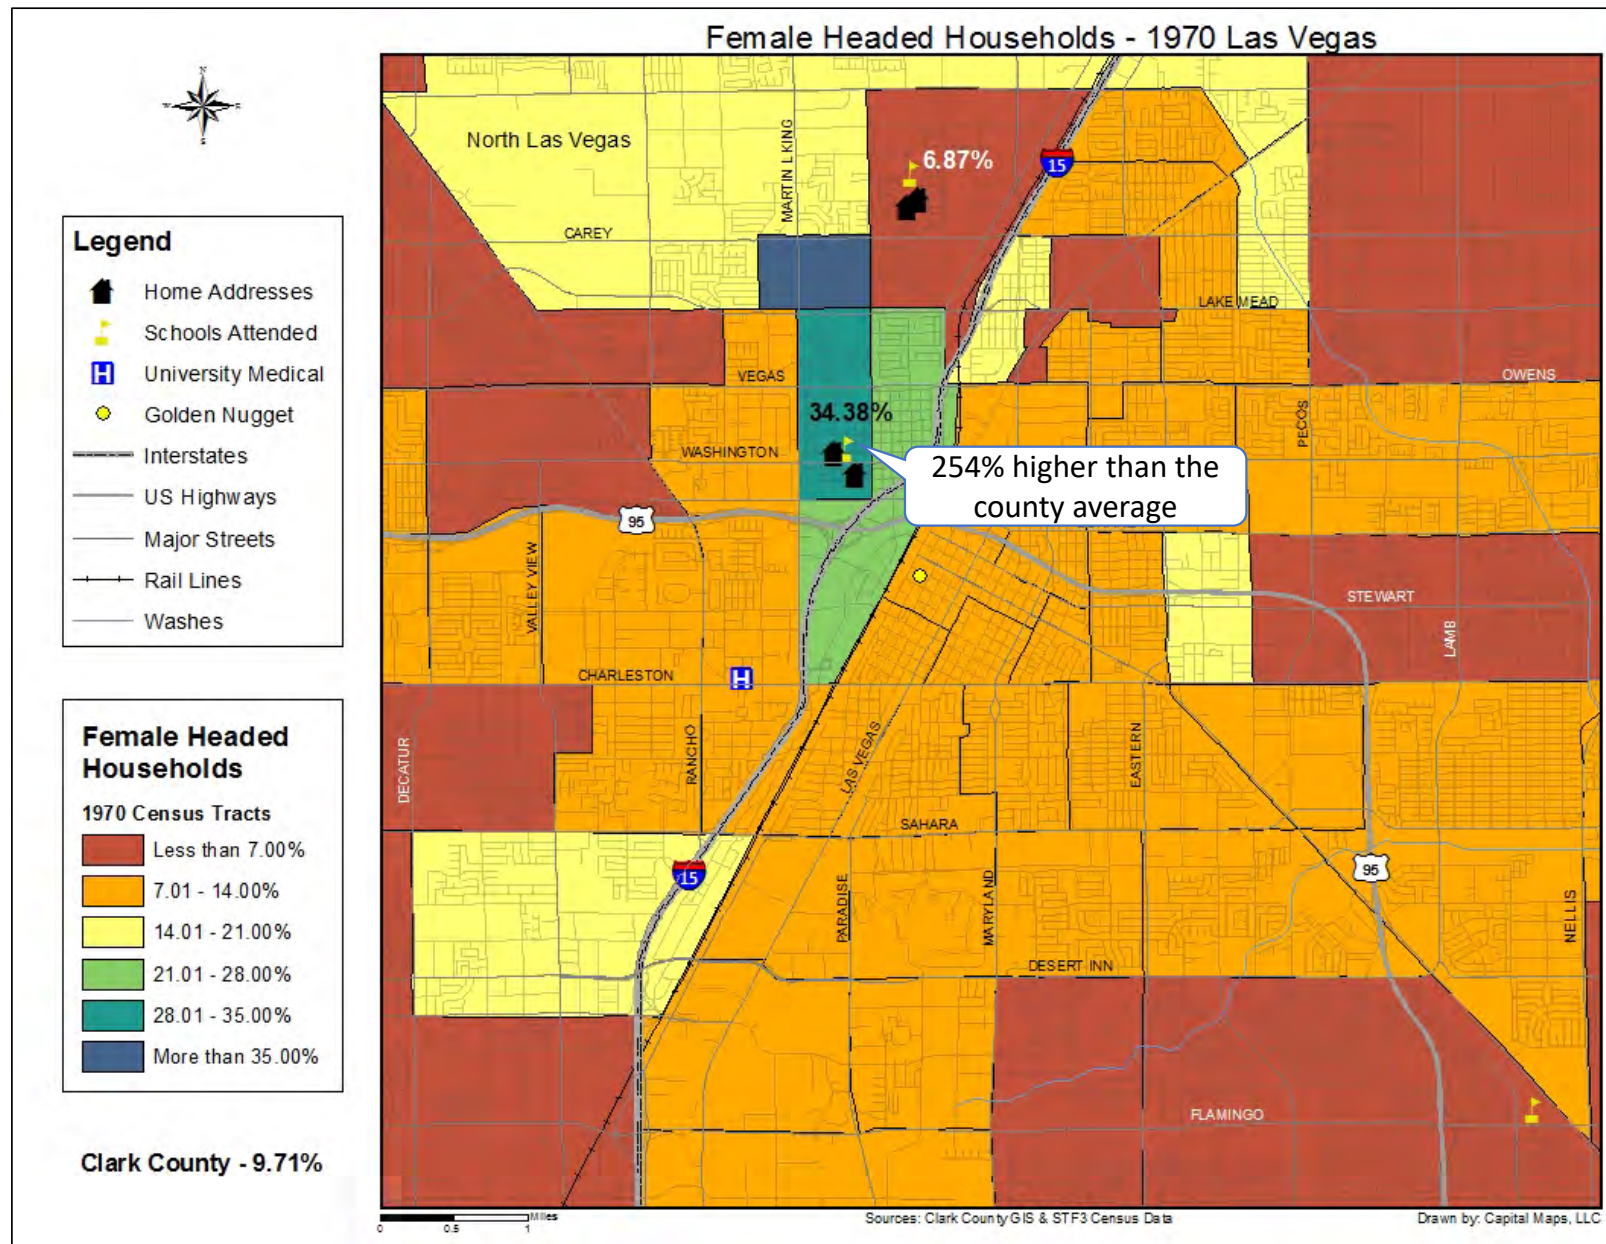 Female Headed Households - 1970 Las Vegas
N
W
E
S
North Las Vegas
MARTIN L KING
6.87%
15
CAREY
LAKE MEAD
VEGAS
OWENS
34.38%
PECOS
WASHINGTON
254% higher than the
county average
95
VALLEY VIEW
STEWART
LAMB
CHARLESTON
H
DECATUR
RANCHO
LAS VEGAS
EASTERN
SAHARA
15
PARADISE
MARYLAND
95
NELLIS
DESERT INN
FLAMINGO
Legend
Home Addresses
Schools Attended
H University Medical
Golden Nugget
Interstates
US Highways
Major Streets
Rail Lines
Washes
Female Headed
Households
1970 Census Tracts
Less than 7.00%
7.01 - 14.00%
14.01 - 21.00%
21.01 - 28.00%
28.01 - 35.00%
More than 35.00%
Clark County - 9.71%
Miles
0 0.5 1
Sources: Clark County GIS & STF3 Census Data
Drawn by: Capital Maps, LLC